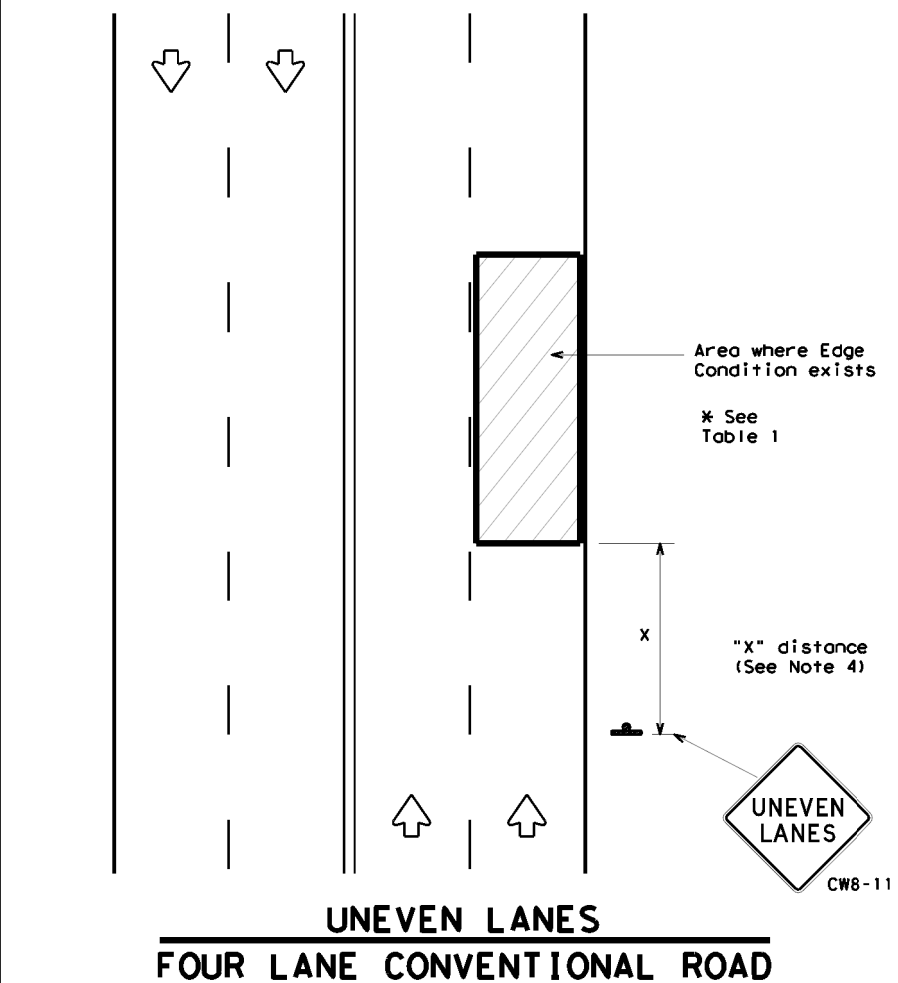 Area where Edge
Condition exists
* See
Table 1
X
"X" distance
(See Note 4)
UNEVEN
LANES
CW8-11
UNEVEN LANES
FOUR LANE CONVENTIONAL ROAD